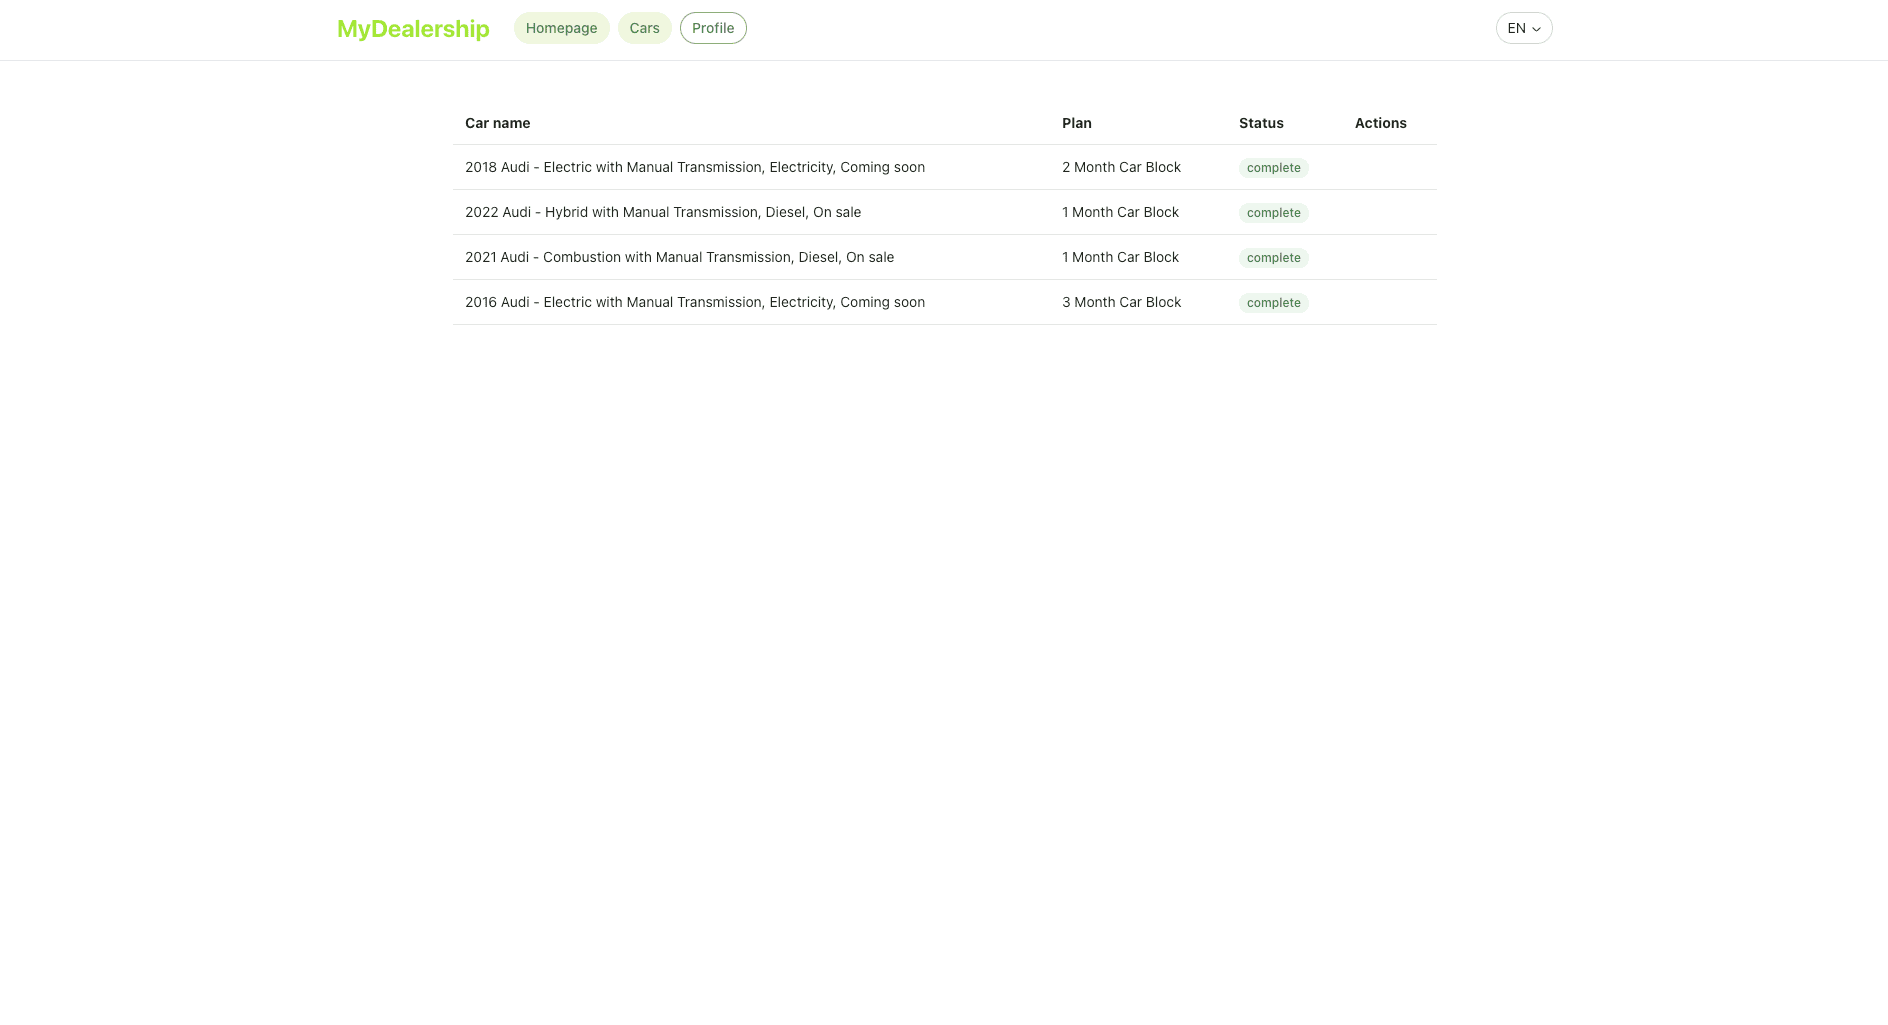 MyDealership Homepage Cars Profile EN
Car name Plan Status Actions
2018 Audi - Electric with Manual Transmission, Electricity, Coming soon 2 Month Car Block complete
2022 Audi - Hybrid with Manual Transmission, Diesel, On sale 1 Month Car Block complete
2021 Audi - Combustion with Manual Transmission, Diesel, On sale 1 Month Car Block complete
2016 Audi - Electric with Manual Transmission, Electricity, Coming soon 3 Month Car Block complete